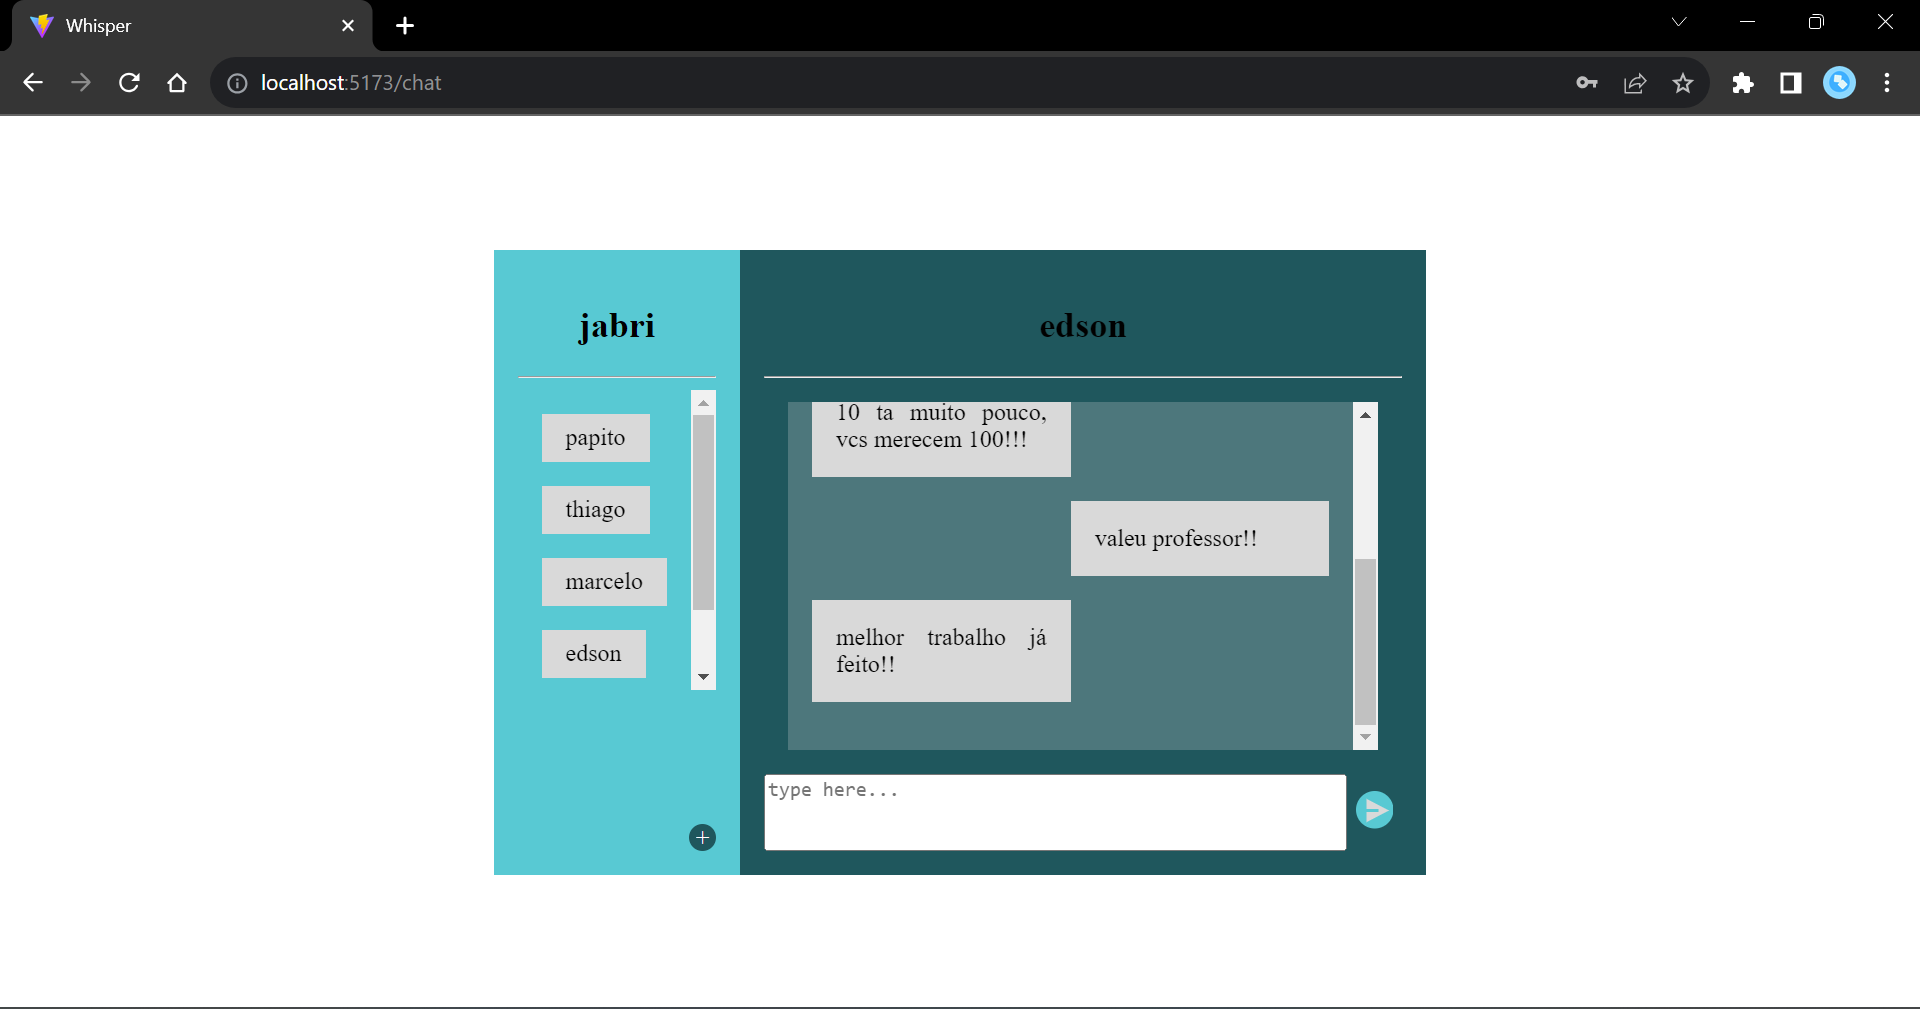 Whisper
localhost:5173/chat
jabri
papito
thiago
marcelo
edson
edson
10 ta muito pouco,
vcs merecem 100!!!
valeu professor!!
melhor trabalho já
feito!!
type here...